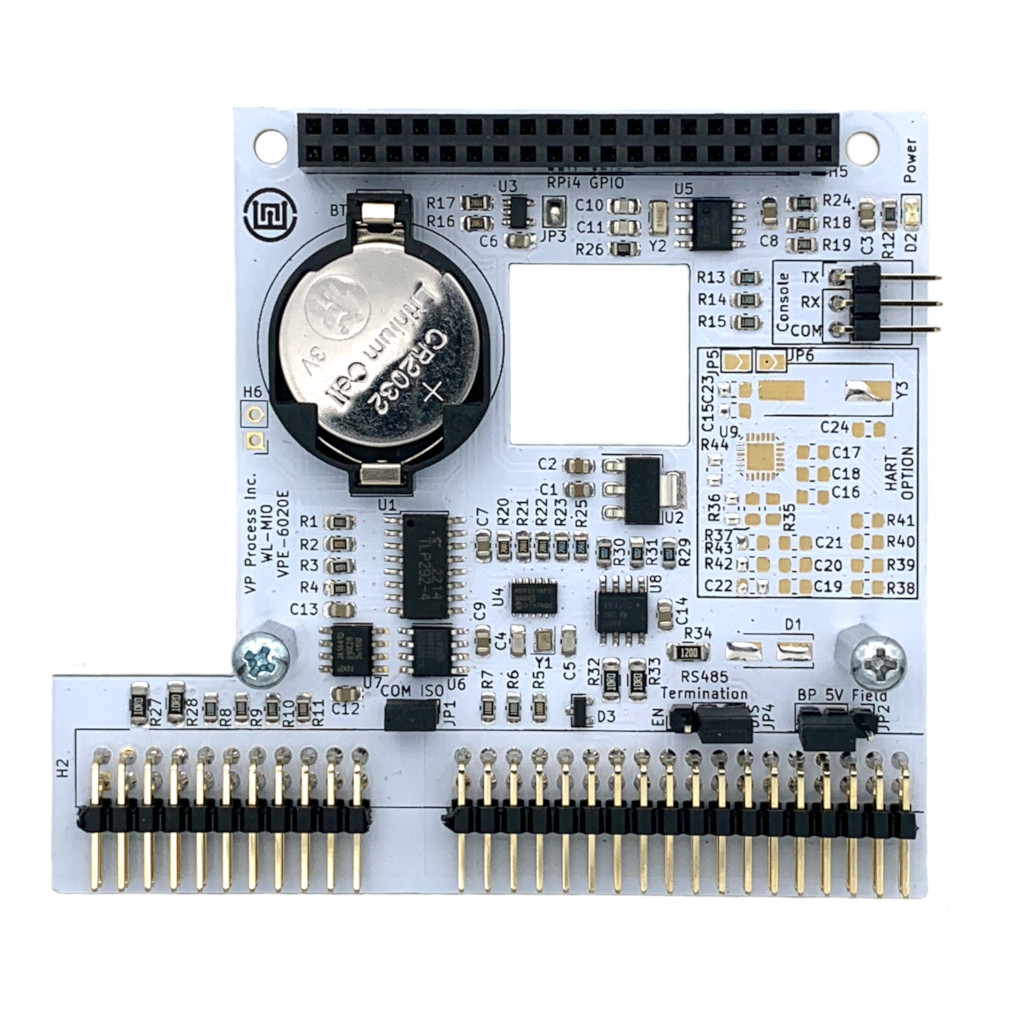 H5
RPi4 GPIO
Power
BT
R17
R16
U3
C6
JP3
C10
C11
R26
Y2
U5
C8
R24
R18
R19
C3
R12
D2
R13
R14
R15
Console
TX
RX
COM
Lithium Cell
CR2032
3V
+
H6
JP5
JP6
C23
C15
Y3
U9
R44
C24
C17
C18
C16
HART
OPTION
R36
R35
R37
R43
R42
C22
C21
C20
C19
R41
R40
R39
R38
VP Process Inc.
WL-MIO
VPE-6020E
U1
R1
R2
R3
R4
C13
TLP292-4
C7
C2
C1
U2
R20
R21
R22
R23
R25
R30
R31
R29
U4
U8
C9
C4
Y1
C5
C14
R34
1200
D1
NXP
U7
U6
C12
COM ISO
JP1
R27
R28
R8
R9
R10
R11
R7
R6
R5
R32
R33
D3
RS485
Termination
EN
DIS
JP4
BP 5V Field
JP2
H2